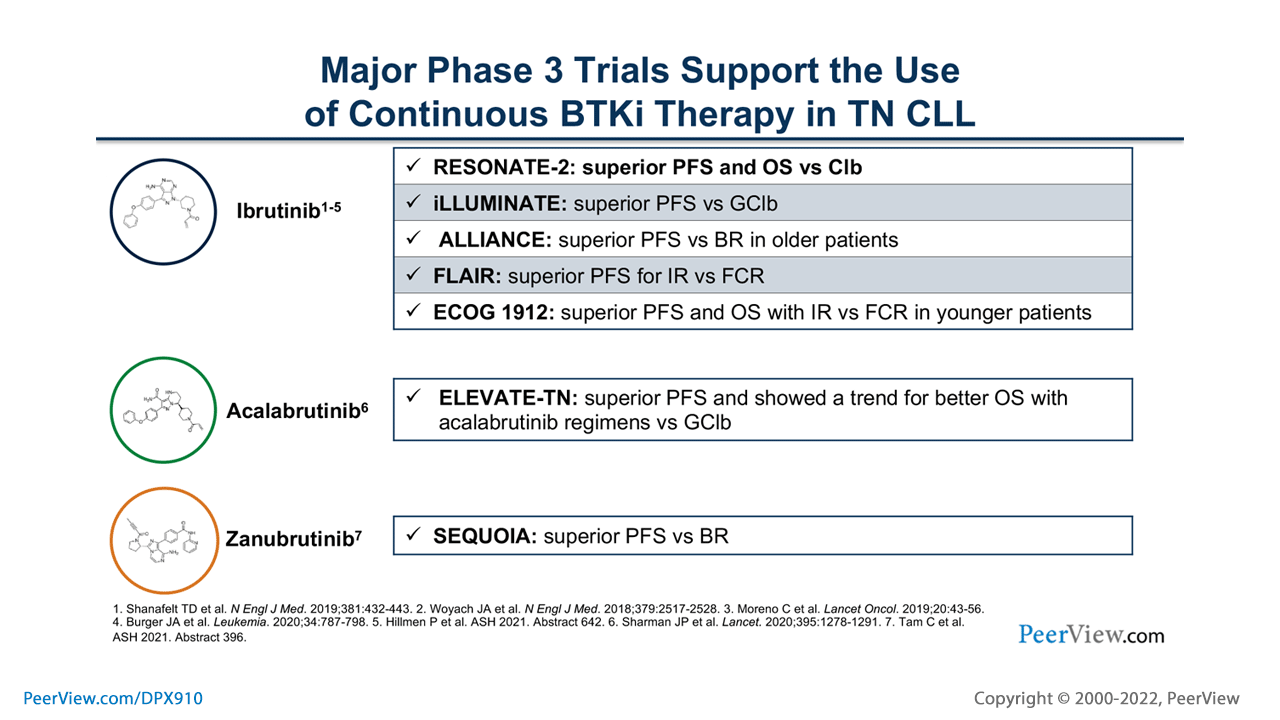 Major Phase 3 Trials Support the Use
of Continuous BTKi Therapy in TN CLL
Ibrutinib1-5
✓ RESONATE-2: superior PFS and OS vs Clb
✓ iLLUMINATE: superior PFS vs GClb
✓ ALLIANCE: superior PFS vs BR in older patients
✓ FLAIR: superior PFS for IR vs FCR
✓ ECOG 1912: superior PFS and OS with IR vs FCR in younger patients
Acalabrutinib6
✓ ELEVATE-TN: superior PFS and showed a trend for better OS with
acalabrutinib regimens vs GClb
Zanubrutinib7
✓ SEQUOIA: superior PFS vs BR
1. Shanafelt TD et al. N Engl J Med. 2019;381:432-443. 2. Woyach JA et al. N Engl J Med. 2018;379:2517-2528. 3. Moreno C et al. Lancet Oncol. 2019;20:43-56.
4. Burger JA et al. Leukemia. 2020;34:787-798. 5. Hillmen P et al. ASH 2021. Abstract 642. 6. Sharman JP et al. Lancet. 2020;395:1278-1291. 7. Tam C et al.
ASH 2021. Abstract 396.
PeerView.com
PeerView.com/DPX910
Copyright © 2000-2022, PeerView